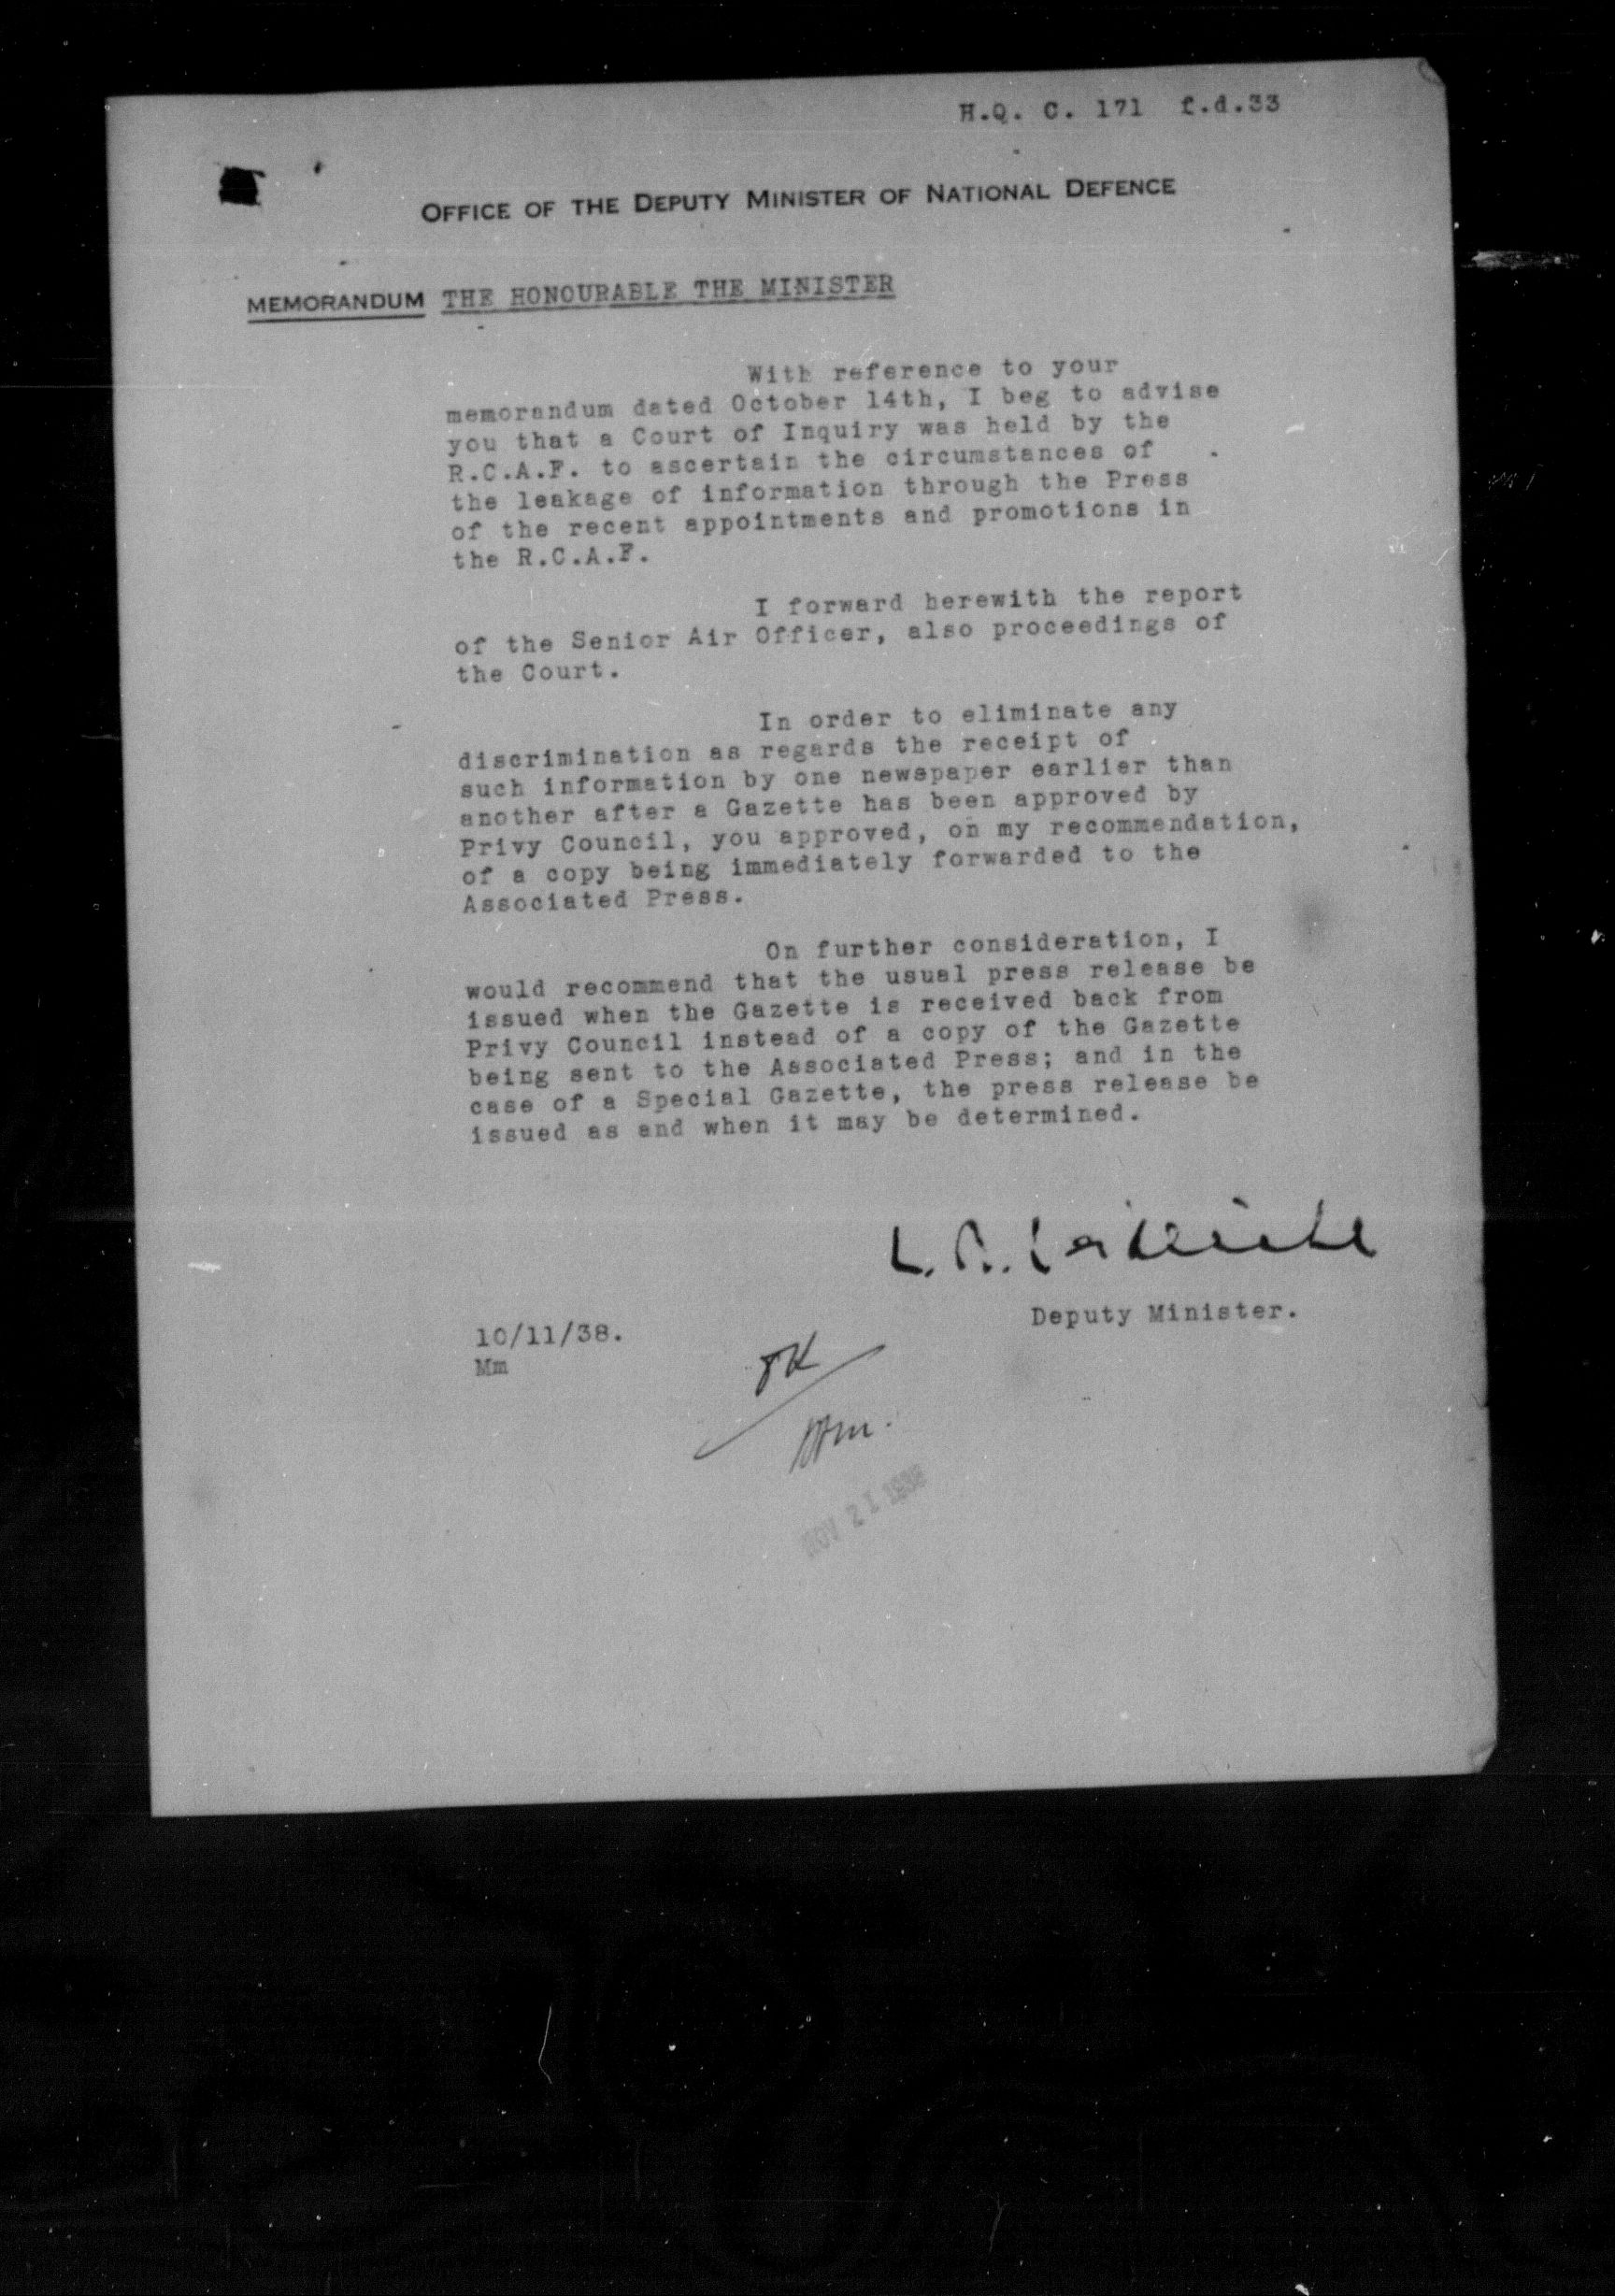 H.Q. C. 171 f.d.33
OFFICE OF THE DEPUTY MINISTER OF NATIONAL DEFENCE
MEMORANDUM THE HONOURABLE THE MINISTER
With reference to your
memorandum dated October 14th, I beg to advise
you that a Court of Inquiry was held by the
R.C.A.F. to ascertain the circumstances of
the leakage of information through the Press
of the recent appointments and promotions in
the R.C.A.F.
I forward herewith the report
of the Senior Air Officer, also proceedings of
the Court.
In order to eliminate any
discrimination as regards the receipt of
such information by one newspaper earlier than
another after a Gazette has been approved by
Privy Council, you approved, on my recommendation,
of a copy being immediately forwarded to the
Associated Press.
On further consideration, I
would recommend that the usual press release be
issued when the Gazette is received back from
Privy Council instead of a copy of the Gazette
being sent to the Associated Press; and in the
case of a Special Gazette, the press release be
issued as and when it may be determined.
Deputy Minister.
10/11/38.
Mm
OK
NOV 21 1938